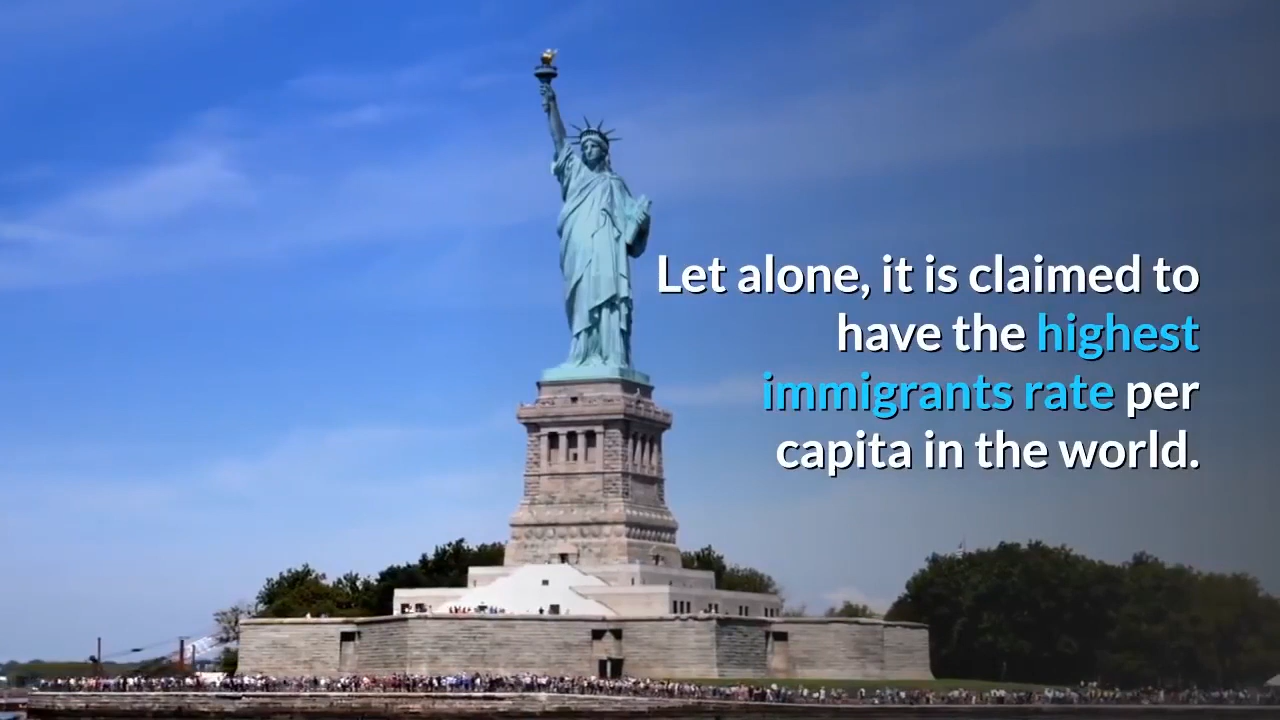 Let alone, it is claimed to
have the highest
immigrants rate per
capita in the world.